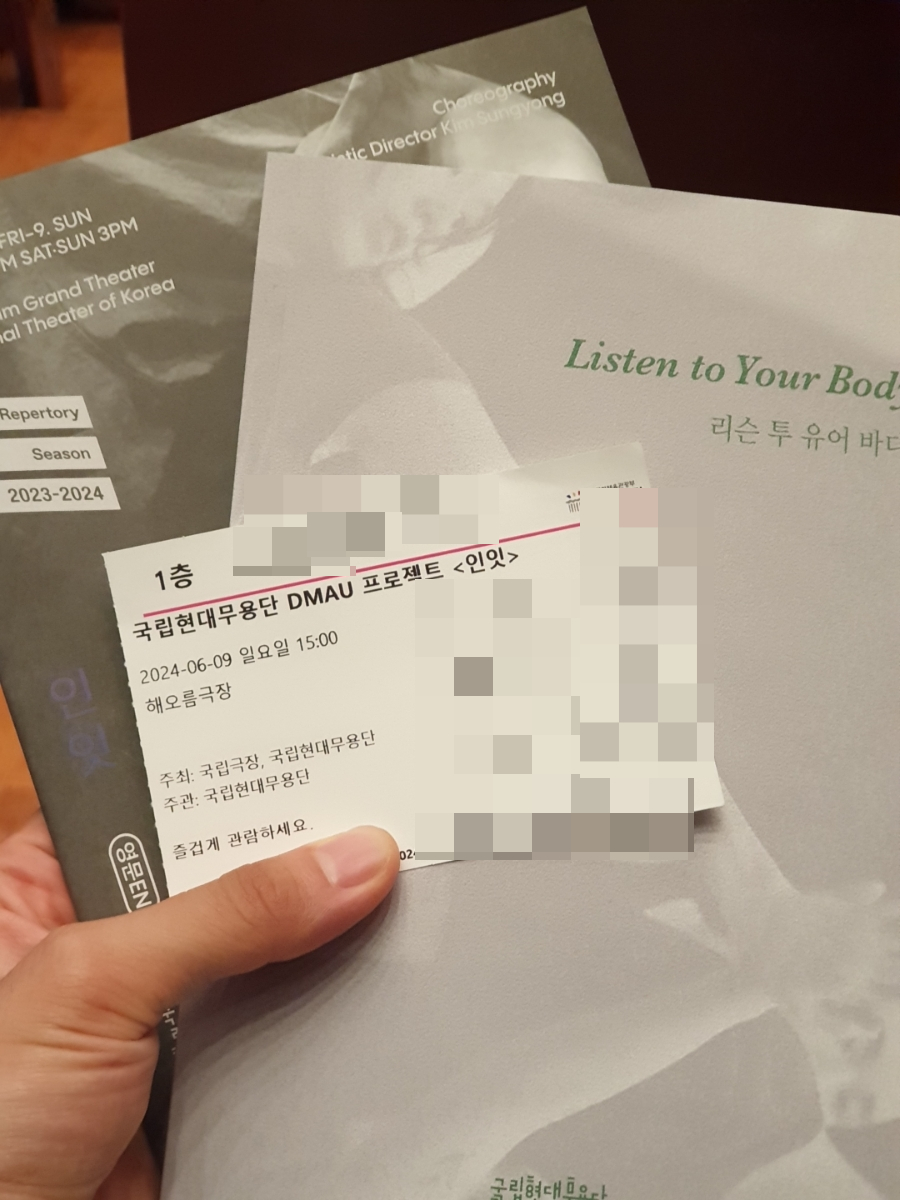 Choreography
Director Kim Sungyong
FRI–9. SUN
SAT·SUN 3PM
Grand Theater
Theater of Korea
Repertory
Season
2023-2024
인
잇
영문EN
Listen to Your Body
리슨 투 유어 바디
1층
국립현대무용단 DMAU 프로젝트 <인잇>
2024-06-09 일요일 15:00
해오름극장
주최: 국립극장, 국립현대무용단
주관: 국립현대무용단
즐겁게 관람하세요.
국립현대무용단